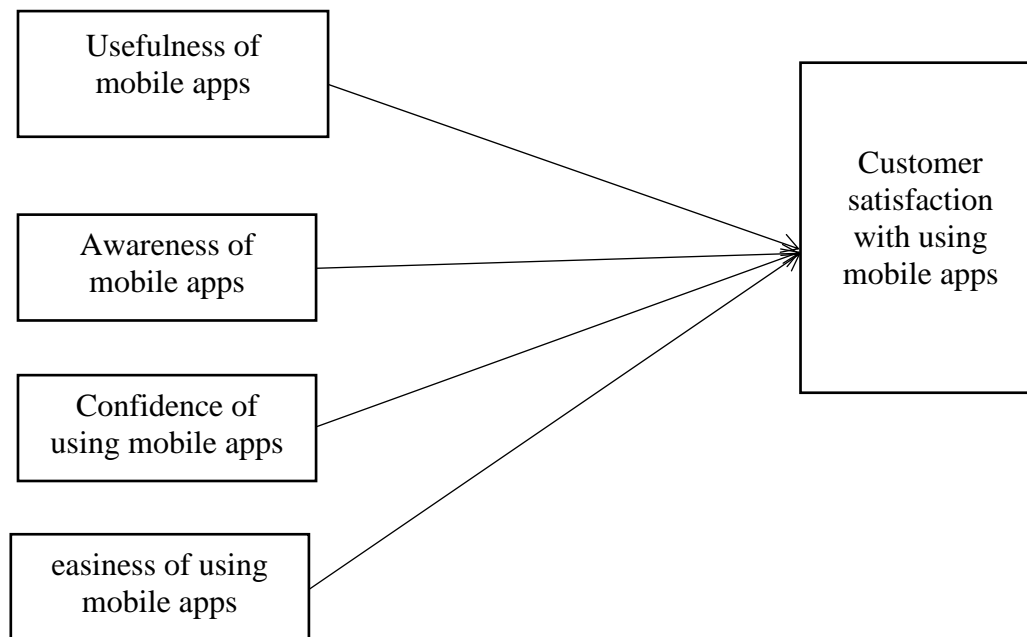 Usefulness of
mobile apps
Awareness of
mobile apps
Confidence of
using mobile apps
easiness of using
mobile apps
Customer
satisfaction
with using
mobile apps